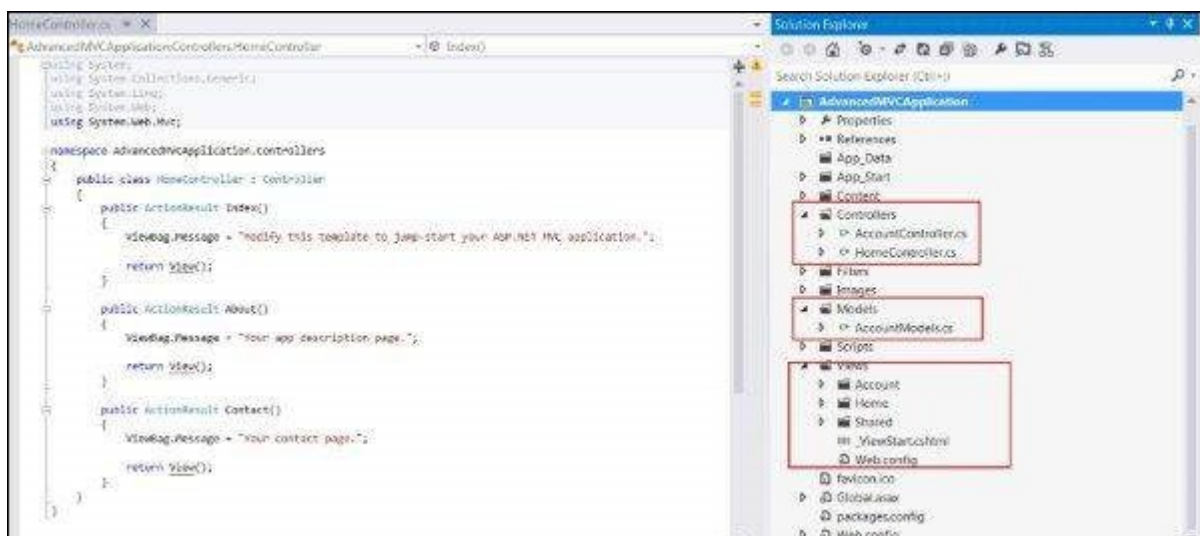 HomeController.cs
AdvancedMVCApplication.Controllers.HomeController
Index()
using System;
using System.Collections.Generic;
using System.Linq;
using System.Web;
using System.Web.Mvc;
namespace AdvancedMVCApplication.Controllers
{
public class HomeController : Controller
{
public ActionResult Index()
{
ViewBag.Message = "Modify this template to jump-start your ASP.NET MVC application.";
return View();
}
public ActionResult About()
{
ViewBag.Message = "Your app description page.";
return View();
}
public ActionResult Contact()
{
ViewBag.Message = "Your contact page.";
return View();
}
}
}
Solution Explorer
Search Solution Explorer (Ctrl+;)
AdvancedMVCApplication
Properties
References
App_Data
App_Start
Content
Controllers
AccountController.cs
HomeController.cs
Filters
Images
Models
AccountModels.cs
Scripts
Views
Account
Home
Shared
_ViewStart.cshtml
Web.config
favicon.ico
Global.asax
packages.config
Web.config